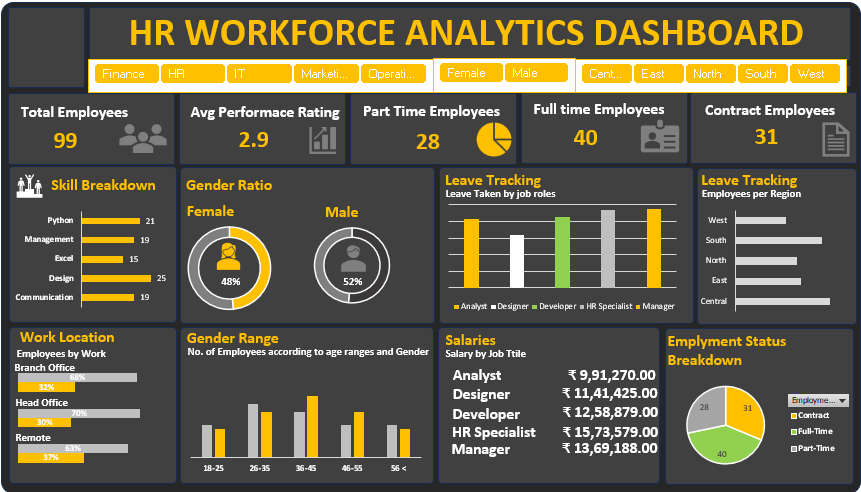 HR WORKFORCE ANALYTICS DASHBOARD
Finance HR IT Marketi... Operati... Female Male Cent... East North South West
Total Employees
99
Avg Performace Rating
2.9
Part Time Employees
28
Full time Employees
40
Contract Employees
31
Skill Breakdown
Python 21
Management 19
Excel 15
Design 25
Communication 19
Gender Ratio
Female Male
48% 52%
Leave Tracking
Leave Taken by job roles
Analyst Designer Developer HR Specialist Manager
Leave Tracking
Employees per Region
West
South
North
East
Central
Work Location
Employees by Work
Branch Office
68%
32%
Head Office
70%
30%
Remote
63%
37%
Gender Range
No. of Employees according to age ranges and Gender
18-25 26-35 36-45 46-55 56 <
Salaries
Salary by Job Ttile
Analyst ₹ 9,91,270.00
Designer ₹ 11,41,425.00
Developer ₹ 12,58,879.00
HR Specialist ₹ 15,73,579.00
Manager ₹ 13,69,188.00
Emplyment Status
Breakdown
28 31
40
Employme...
Contract
Full-Time
Part-Time